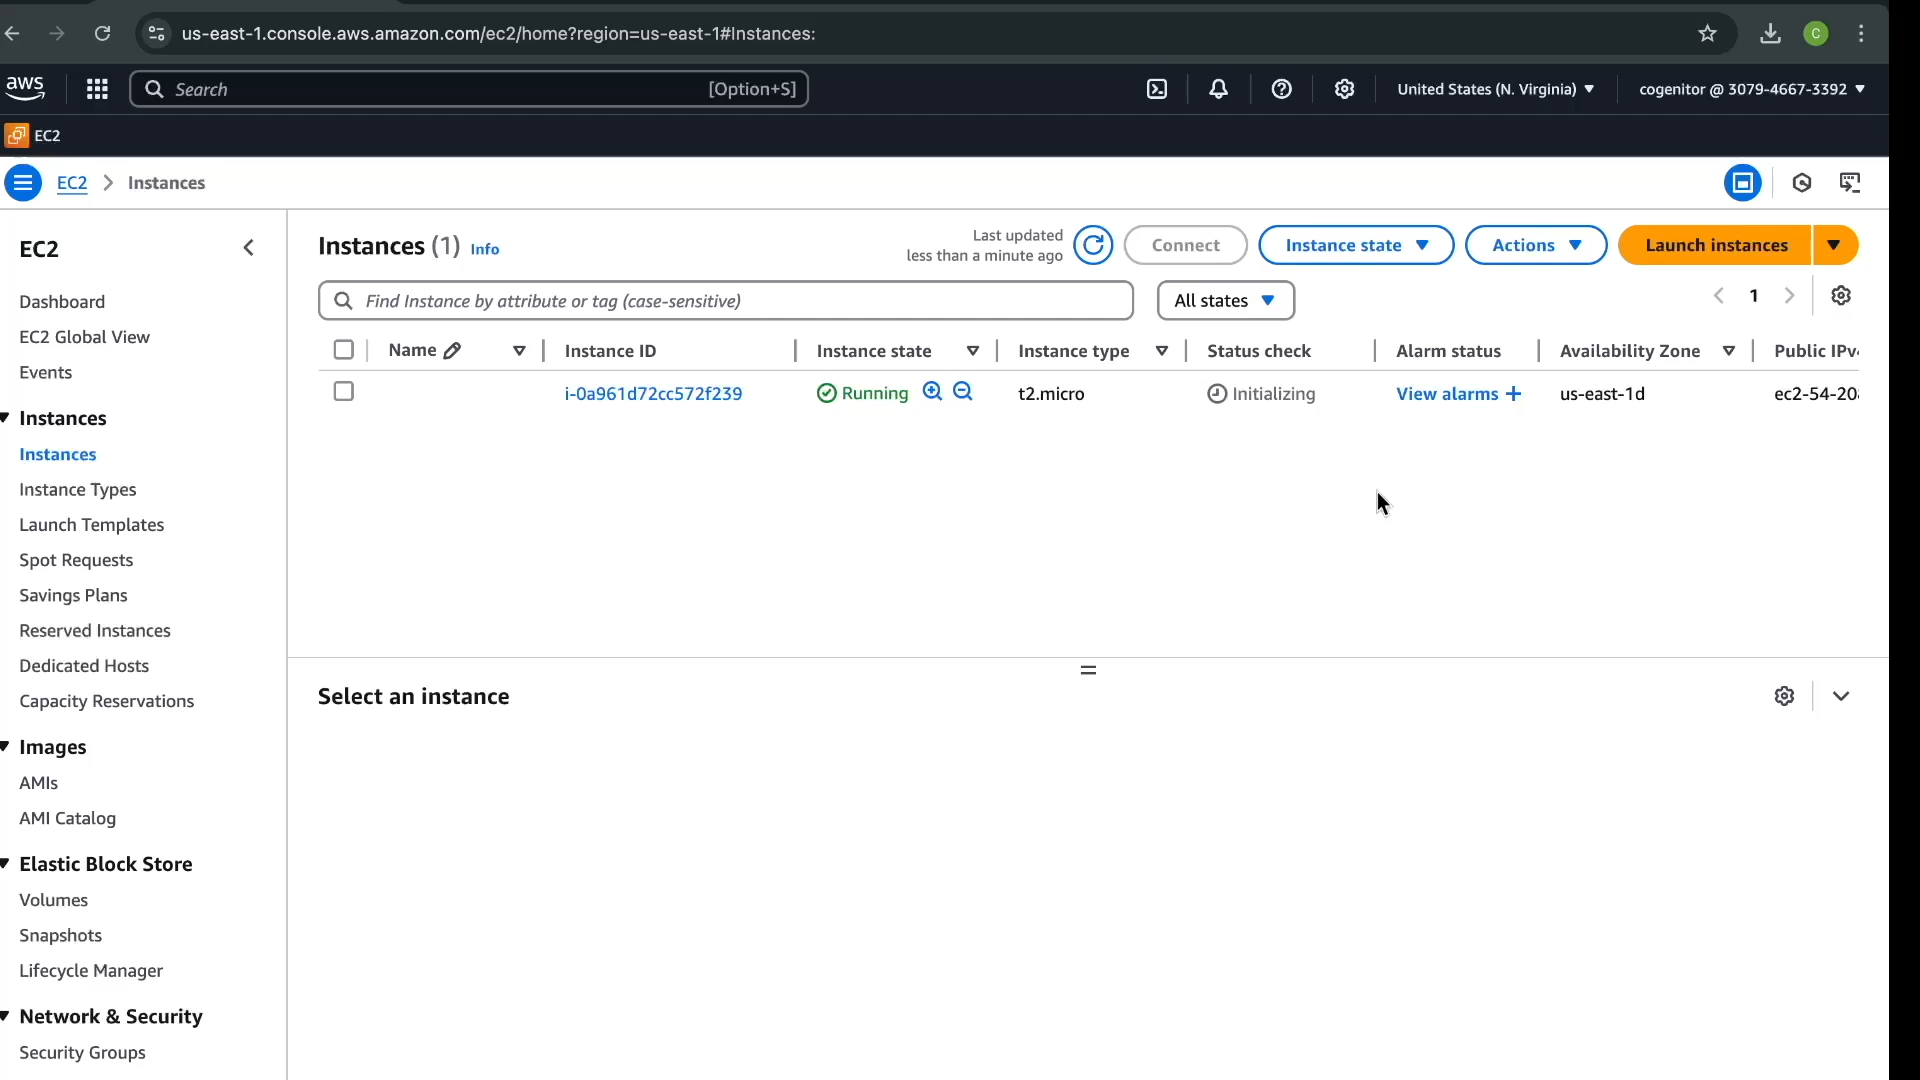 us-east-1.console.aws.amazon.com/ec2/home?region=us-east-1#Instances:
C
aws
Search
[Option+S]
United States (N. Virginia)
cogenitor @ 3079-4667-3392
EC2
EC2 > Instances
EC2
Dashboard
EC2 Global View
Events
Instances
Instances
Instance Types
Launch Templates
Spot Requests
Savings Plans
Reserved Instances
Dedicated Hosts
Capacity Reservations
Images
AMIs
AMI Catalog
Elastic Block Store
Volumes
Snapshots
Lifecycle Manager
Network & Security
Security Groups
Instances (1) Info
Last updated
less than a minute ago
Connect
Instance state
Actions
Launch instances
Find Instance by attribute or tag (case-sensitive)
All states
1
Name
Instance ID
Instance state
Instance type
Status check
Alarm status
Availability Zone
Public IPv
i-0a961d72cc572f239
Running
t2.micro
Initializing
View alarms +
us-east-1d
ec2-54-20
Select an instance